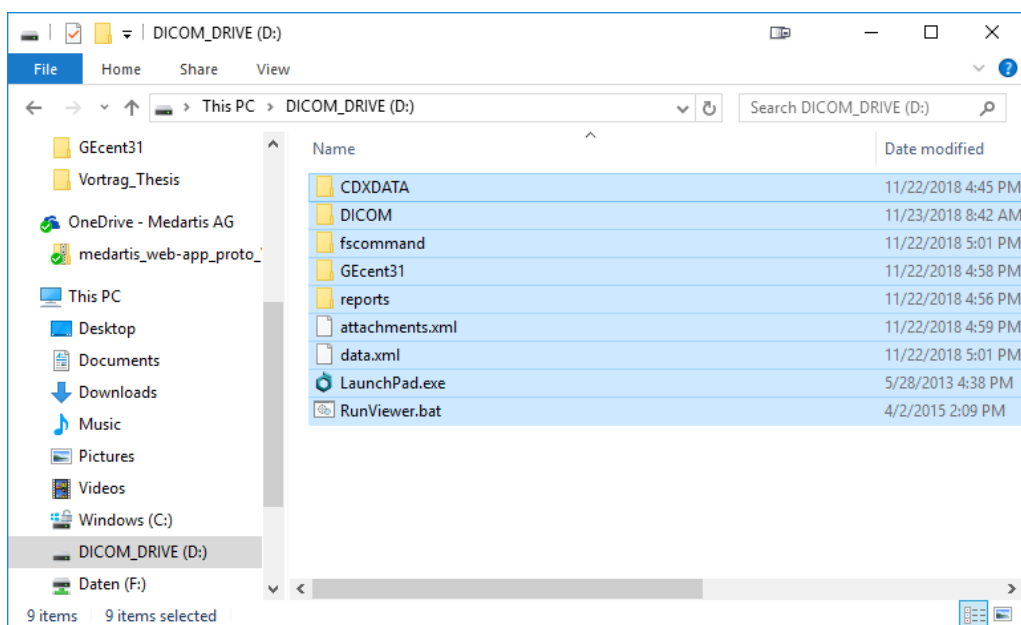 DICOM_DRIVE (D:)
File Home Share View
This PC > DICOM_DRIVE (D:) Search DICOM_DRIVE (D:)
GEcent31
Vortrag_Thesis
OneDrive - Medartis AG
medartis_web-app_proto_
This PC
Desktop
Documents
Downloads
Music
Pictures
Videos
Windows (C:)
DICOM_DRIVE (D:)
Daten (F:)
Name Date modified
CDXDATA 11/22/2018 4:45 PM
DICOM 11/23/2018 8:42 AM
fscommand 11/22/2018 5:01 PM
GEcent31 11/22/2018 4:58 PM
reports 11/22/2018 4:56 PM
attachments.xml 11/22/2018 4:59 PM
data.xml 11/22/2018 5:01 PM
LaunchPad.exe 5/28/2013 4:38 PM
RunViewer.bat 4/2/2015 2:09 PM
9 items 9 items selected